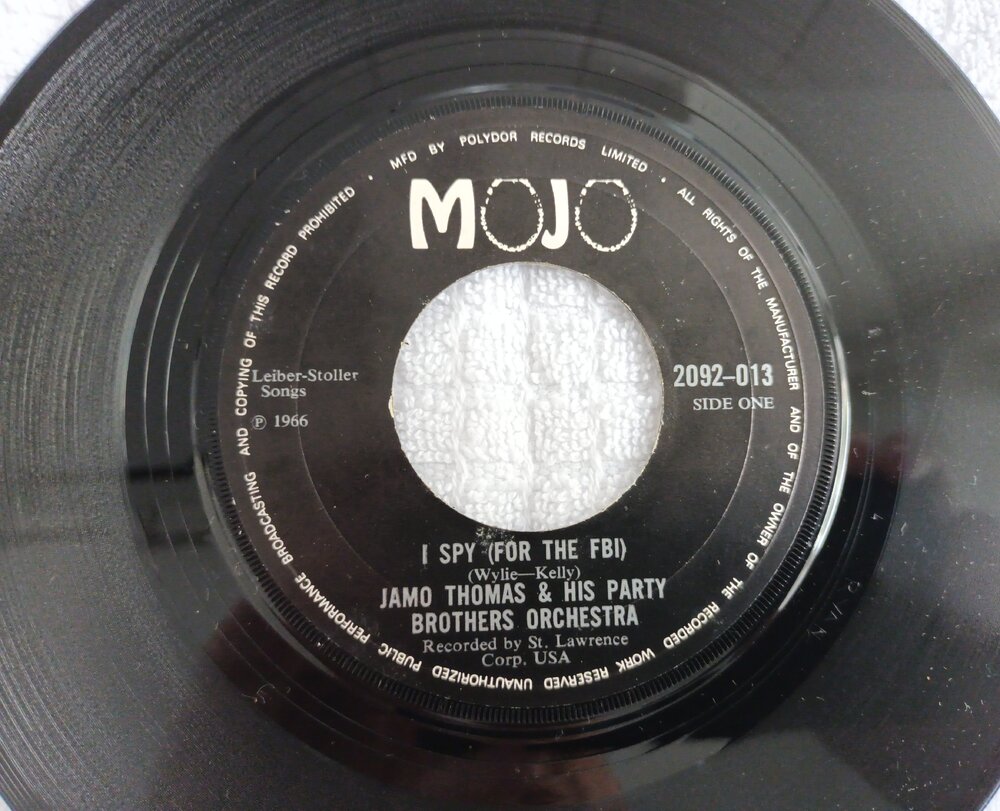 MFD BY POLYDOR RECORDS LIMITED • ALL RIGHTS OF THE MANUFACTURER AND OF THE OWNER OF THE RECORDED WORK RESERVED UNAUTHORIZED PUBLIC PERFORMANCE BROADCASTING AND COPYING OF THIS RECORD PROHIBITED •
MOJO
Leiber-Stoller
Songs
℗ 1966
2092–013
SIDE ONE
I SPY (FOR THE FBI)
(Wylie—Kelly)
JAMO THOMAS & HIS PARTY
BROTHERS ORCHESTRA
Recorded by St. Lawrence
Corp. USA